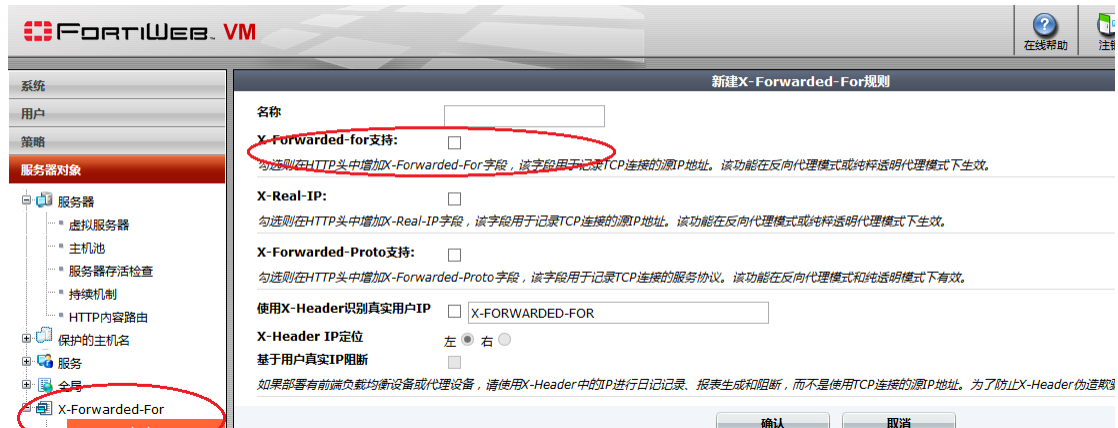 FORTIWEB VM
在线帮助
系统
用户
策略
服务器对象
服务器
虚拟服务器
主机池
服务器存活检查
持续机制
HTTP内容路由
保护的主机名
服务
全局
X-Forwarded-For
新建X-Forwarded-For规则
名称
X-Forwarded-for支持:
勾选则在HTTP头中增加X-Forwarded-For字段，该字段用于记录TCP连接的源IP地址。该功能在反向代理模式或纯粹透明代理模式下生效。
X-Real-IP:
勾选则在HTTP头中增加X-Real-IP字段，该字段用于记录TCP连接的源IP地址。该功能在反向代理模式或纯粹透明代理模式下生效。
X-Forwarded-Proto支持:
勾选则在HTTP头中增加X-Forwarded-Proto字段，该字段用于记录TCP连接的服务协议。该功能在反向代理模式和纯透明模式下有效。
使用X-Header识别真实用户IP X-FORWARDED-FOR
X-Header IP定位 左 右
基于用户真实IP阻断
如果部署有前端负载均衡设备或代理设备，请使用X-Header中的IP进行日记记录、报表生成和阻断，而不是使用TCP连接的源IP地址。为了防止X-Header伪造欺
确认 取消